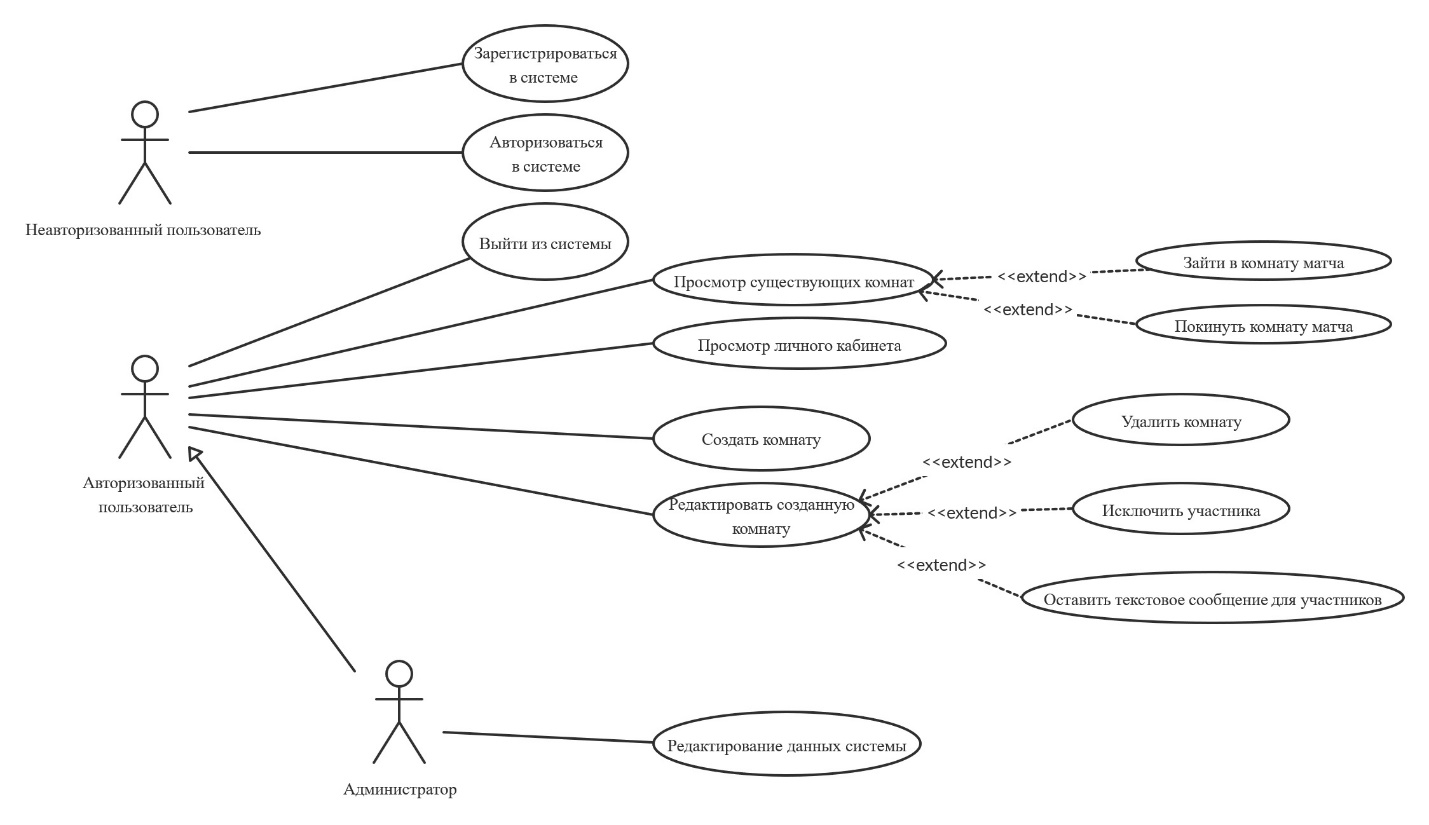 Зарегистрироваться
в системе
Авторизоваться
в системе
Неавторизованный пользователь
Выйти из системы
Просмотр существующих комнат
<<extend>>
Зайти в комнату матча
<<extend>>
Покинуть комнату матча
Просмотр личного кабинета
Авторизованный
пользователь
Создать комнату
Удалить комнату
<<extend>>
Редактировать созданную
комнату
<<extend>>
Исключить участника
<<extend>>
Оставить текстовое сообщение для участников
Администратор
Редактирование данных системы